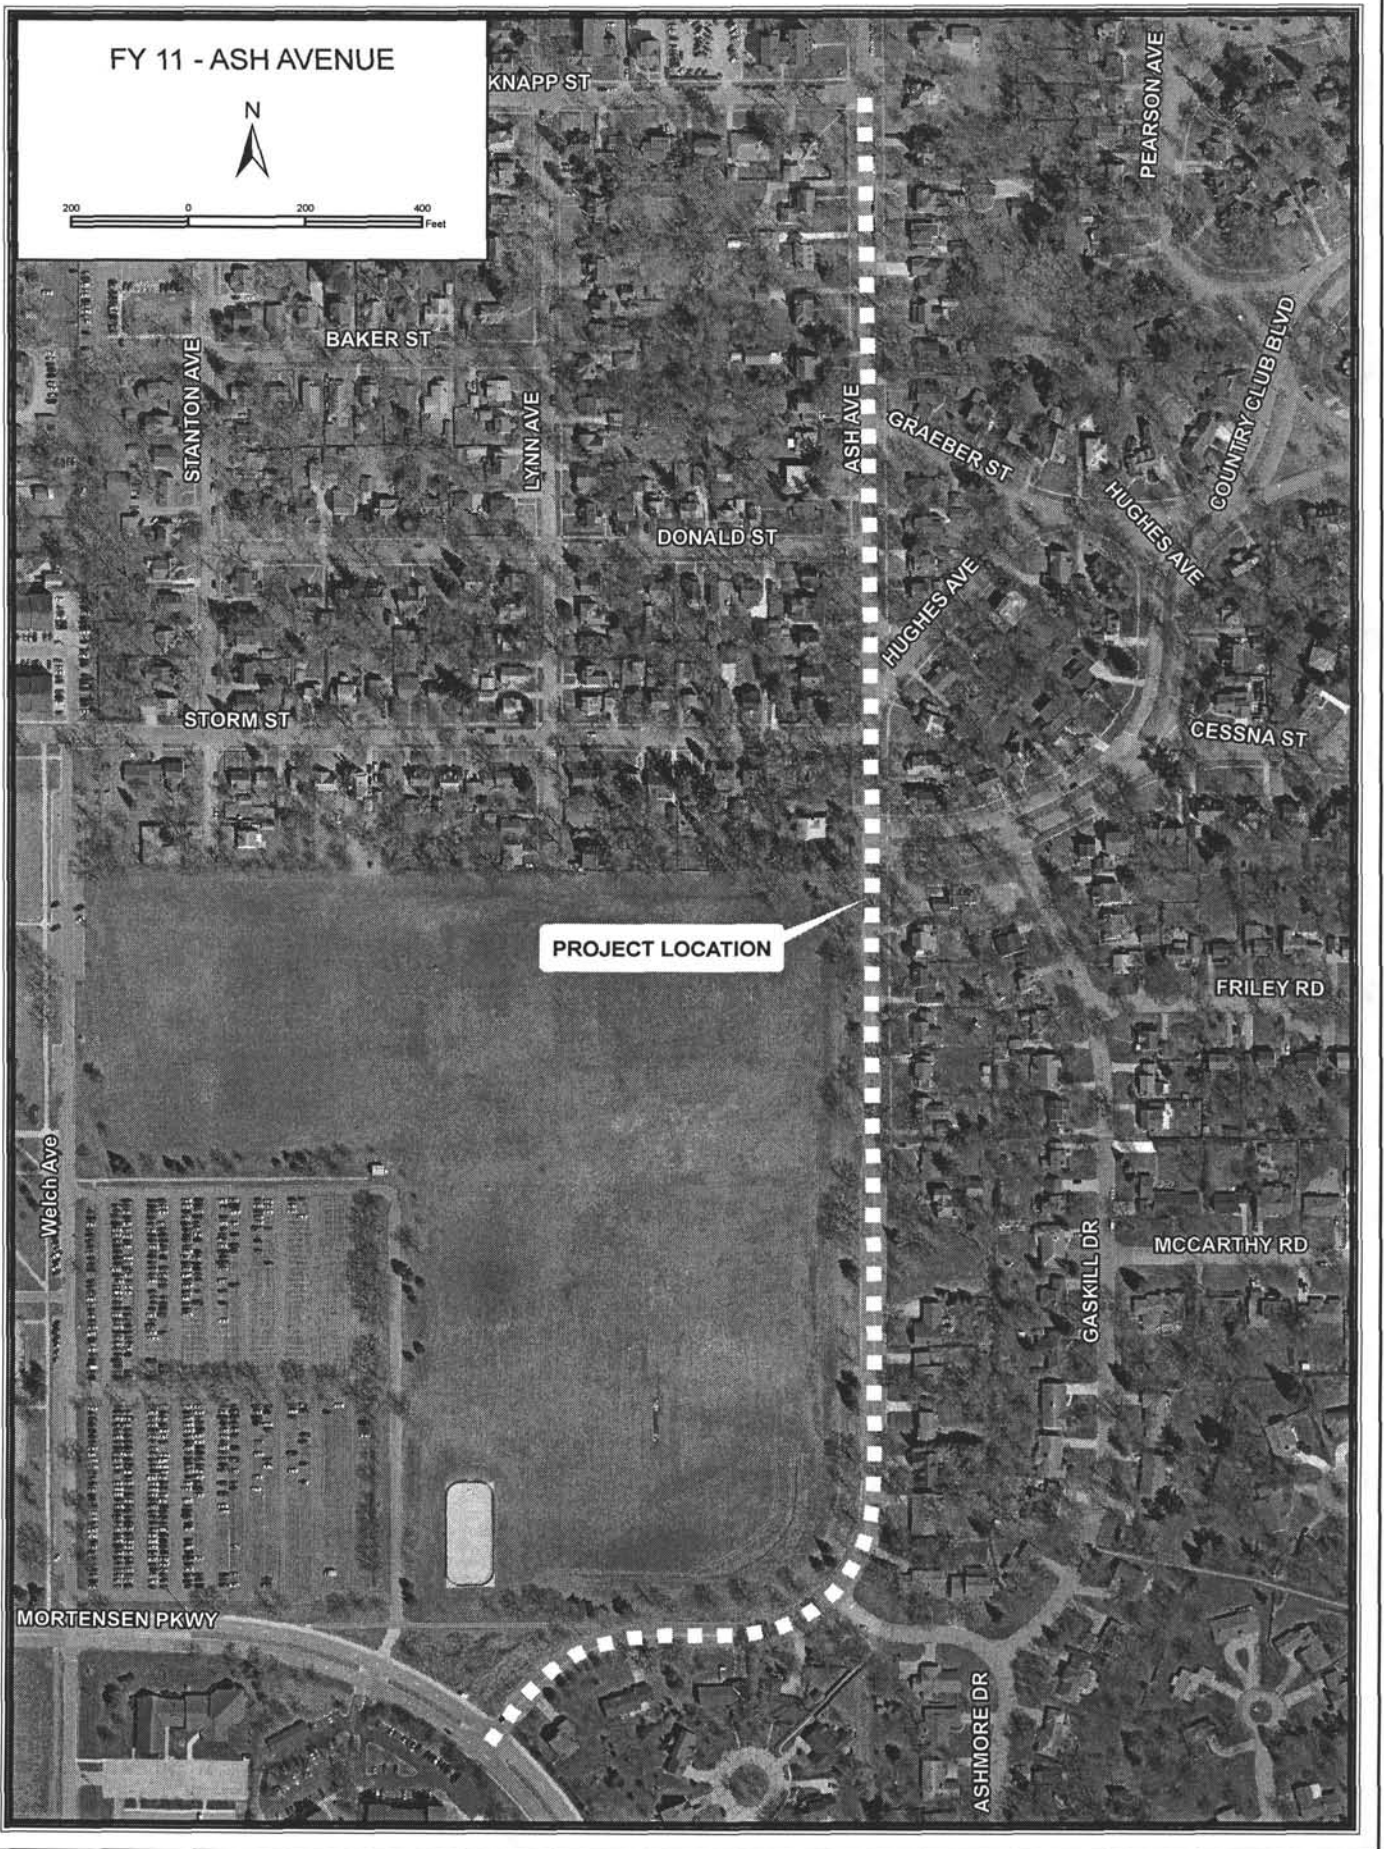 FY 11 - ASH AVENUE
N
200 0 200 400
Feet
KNAPP ST
PEARSON AVE
BAKER ST
STANTON AVE
LYNN AVE
ASH AVE
GRAEBER ST
COUNTRY CLUB BLVD
HUGHES AVE
DONALD ST
HUGHES AVE
STORM ST
CESSNA ST
PROJECT LOCATION
FRILEY RD
Welch Ave
GASKILL DR
MCCARTHY RD
MORTENSEN PKWY
ASHMORE DR